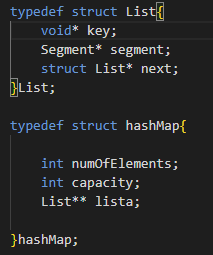 typedef struct List{
    void* key;
    Segment* segment;
    struct List* next;
}List;

typedef struct hashMap{

    int numOfElements;
    int capacity;
    List** lista;

}hashMap;